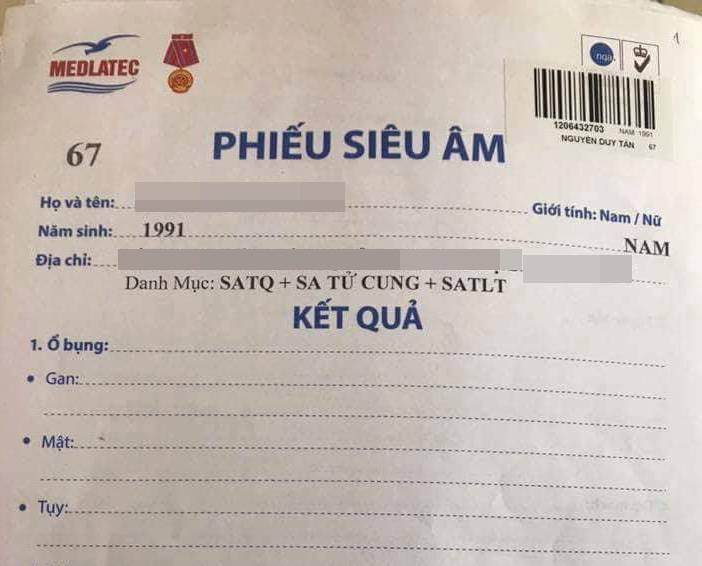 MEDLATEC
ngày
1206432703 NAM 1991
NGUYEN DUY TÂN 67
67
PHIẾU SIÊU ÂM
Họ và tên:
Giới tính: Nam / Nữ
Năm sinh: 1991
NAM
Địa chỉ:
Danh Mục: SATQ + SA TỬ CUNG + SATLT
KẾT QUẢ
1. Ổ bụng:
• Gan:
• Mật:
• Tụy: